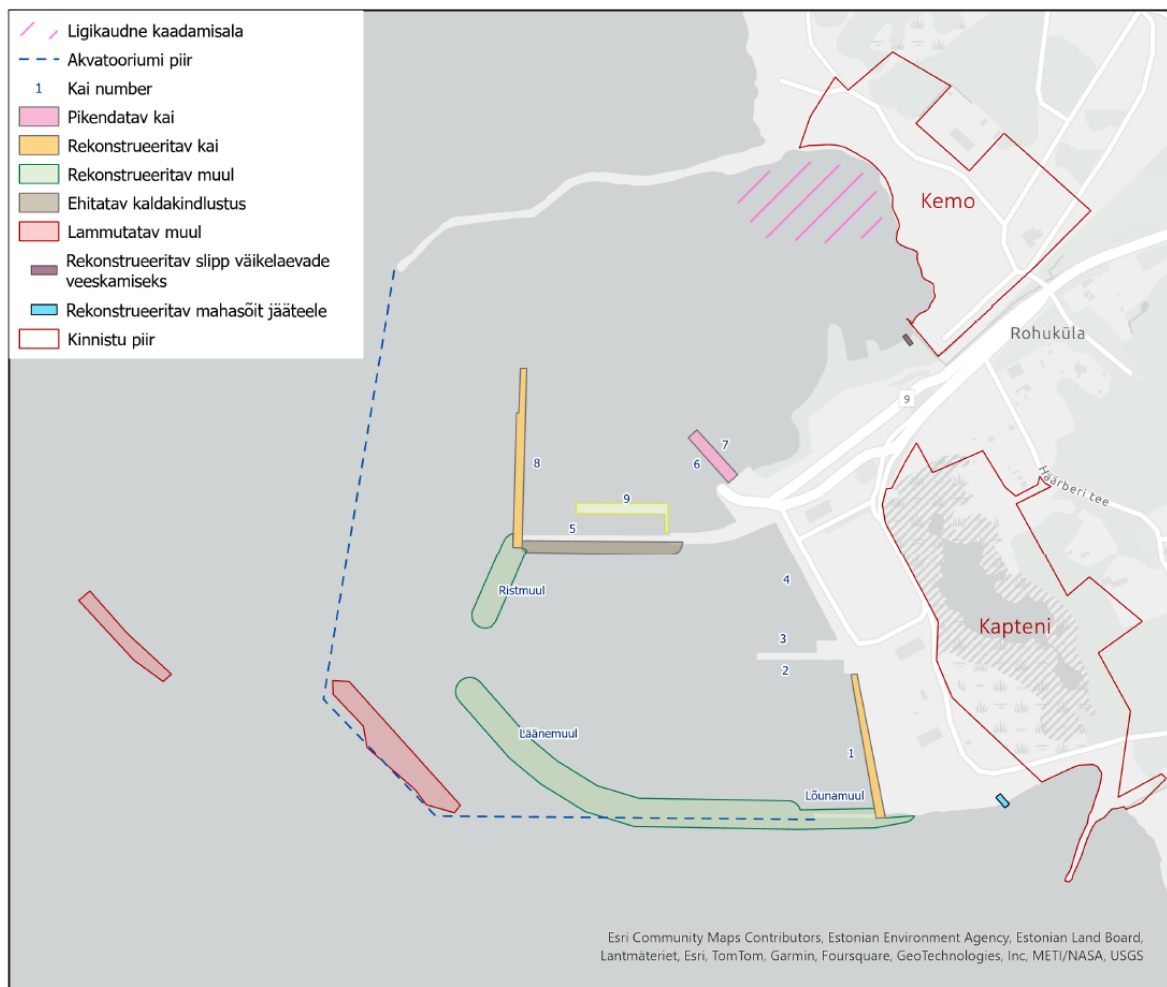 Ligikaudne kaadamisala
Akvatooriumi piir
1 Kai number
Pikendatav kai
Rekonstrueeritav kai
Rekonstrueeritav muul
Ehitatav kaldakindlustus
Lammutatav muul
Rekonstrueeritav slipp väikelaevade
veeskamiseks
Rekonstrueeritav mahasõit jääteele
Kinnistu piir
Kemo
Rohuküla
9
7
6
8
Häärberi tee
9
5
4
Ristmuul
Kapteni
3
2
Läänemuul
1
Lõunamuul
Esri Community Maps Contributors, Estonian Environment Agency, Estonian Land Board,
Lantmäteriet, Esri, TomTom, Garmin, Foursquare, GeoTechnologies, Inc, METI/NASA, USGS